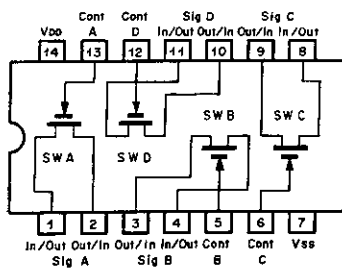 Cont Cont Sig D Sig C
VDD A D In/Out Out/In Out/In In/Out
14 13 12 11 10 9 8
SW B SW C
SW A SW D
1 2 3 4 5 6 7
In/Out Out/In Out/In In/Out Cont Cont Vss
Sig A Sig B B C